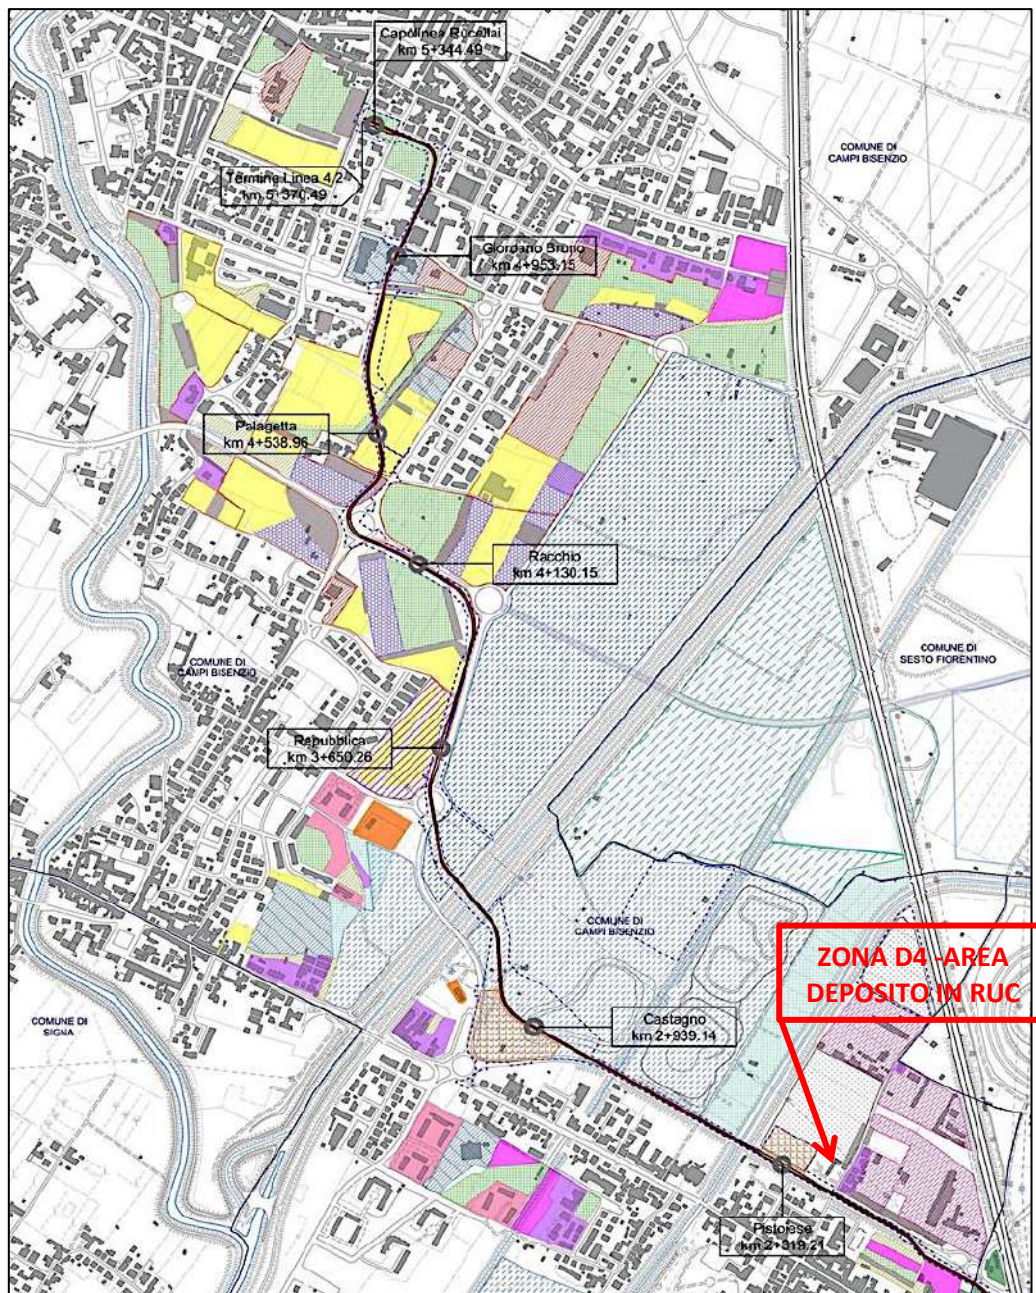 Capolinea Rucellai
km 5+344.49
COMUNE DI
CAMPI BISENZIO
Termine Linea 4.2
km 5+370.49
Giordano Bruno
km 4+953.15
Palagetta
km 4+538.96
Racchio
km 4+130.15
COMUNE DI
SESTO FIORENTINO
COMUNE DI
CAMPI BISENZIO
Repubblica
km 3+650.26
COMUNE DI
CAMPI BISENZIO
ZONA D4 -AREA
DEPOSITO IN RUC
COMUNE DI
SIGNA
Castagno
km 2+939.14
Pistoiese
km 2+319.21